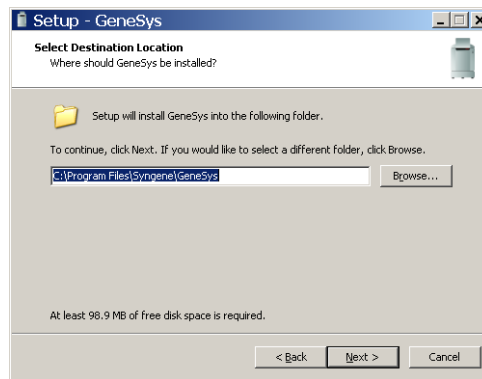 Setup - GeneSys
Select Destination Location
Where should GeneSys be installed?
Setup will install GeneSys into the following folder.
To continue, click Next. If you would like to select a different folder, click Browse.
C:\Program Files\Syngene\GeneSys
Browse...
At least 98.9 MB of free disk space is required.
< Back Next > Cancel